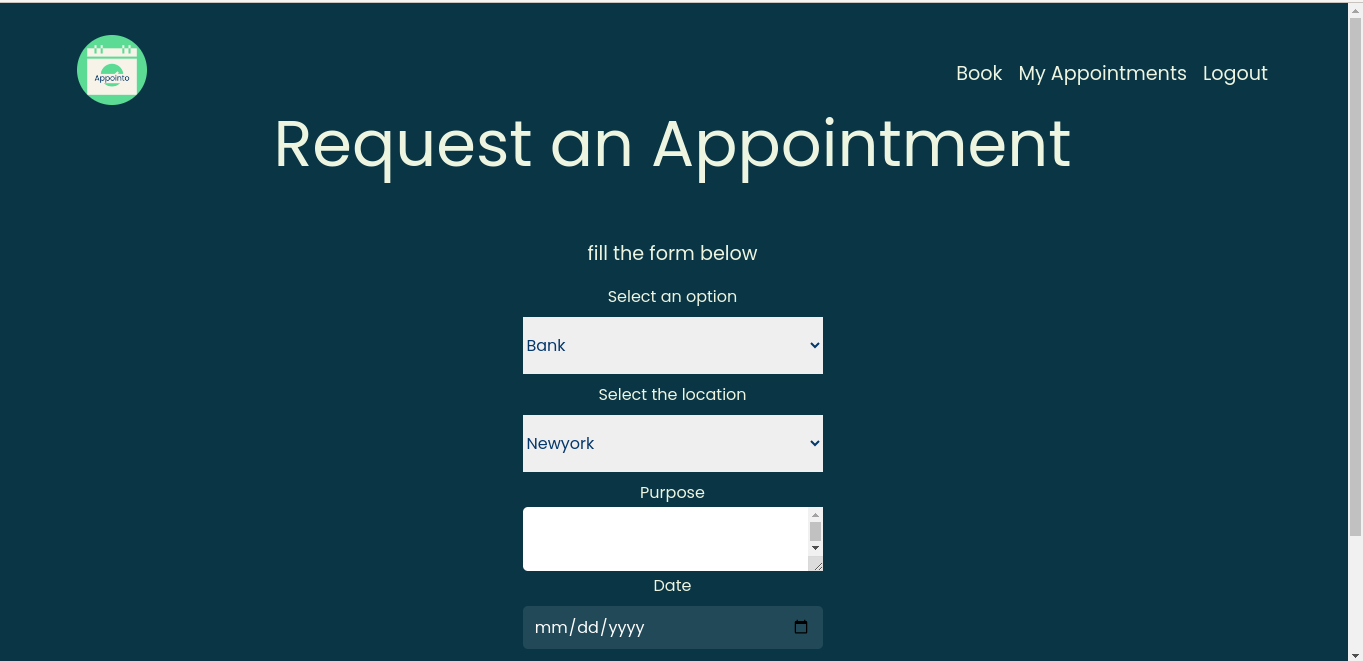 Appointo
Book My Appointments Logout
Request an Appointment
fill the form below
Select an option
Bank
Select the location
Newyork
Purpose
Date
mm/dd/yyyy